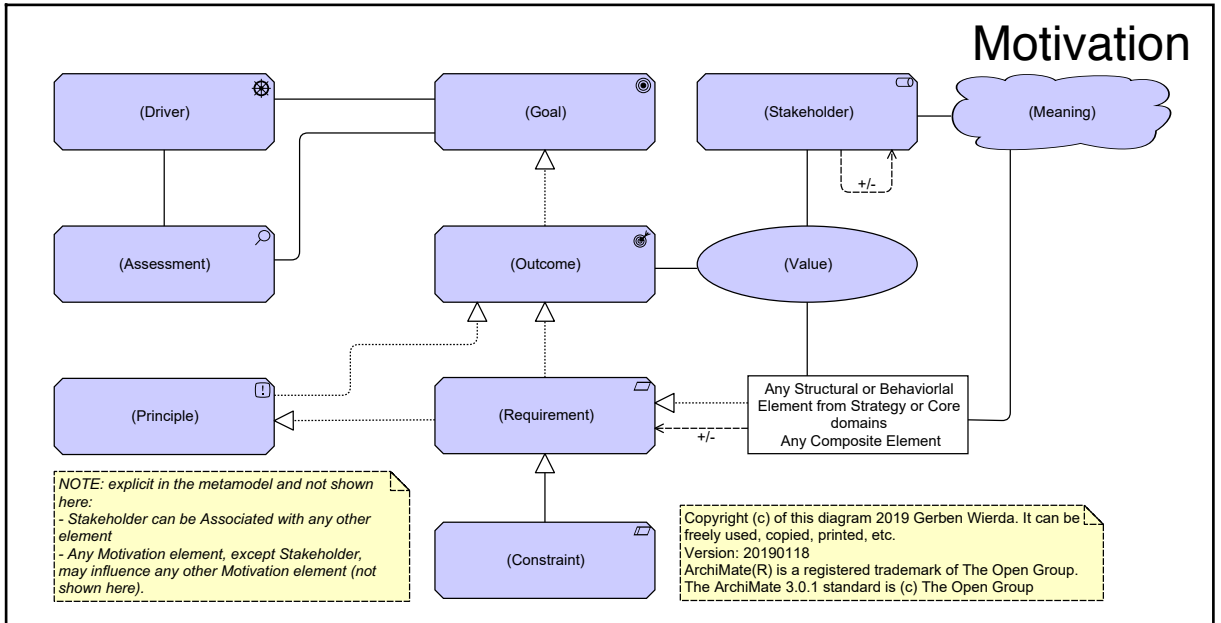 Motivation
(Driver)
(Goal)
(Stakeholder)
(Meaning)
+/-
(Assessment)
(Outcome)
(Value)
(Principle)
(Requirement)
Any Structural or Behaviorlal
Element from Strategy or Core
domains
Any Composite Element
+/-
NOTE: explicit in the metamodel and not shown
here:
- Stakeholder can be Associated with any other
element
- Any Motivation element, except Stakeholder,
may influence any other Motivation element (not
shown here).
(Constraint)
Copyright (c) of this diagram 2019 Gerben Wierda. It can be
freely used, copied, printed, etc.
Version: 20190118
ArchiMate(R) is a registered trademark of The Open Group.
The ArchiMate 3.0.1 standard is (c) The Open Group